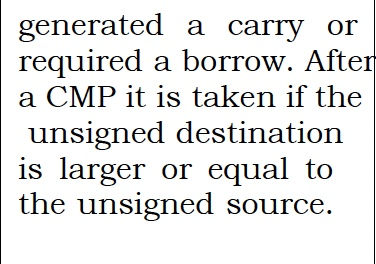 generated a carry or
required a borrow. After
a CMP it is taken if the
unsigned destination
is larger or equal to
the unsigned source.